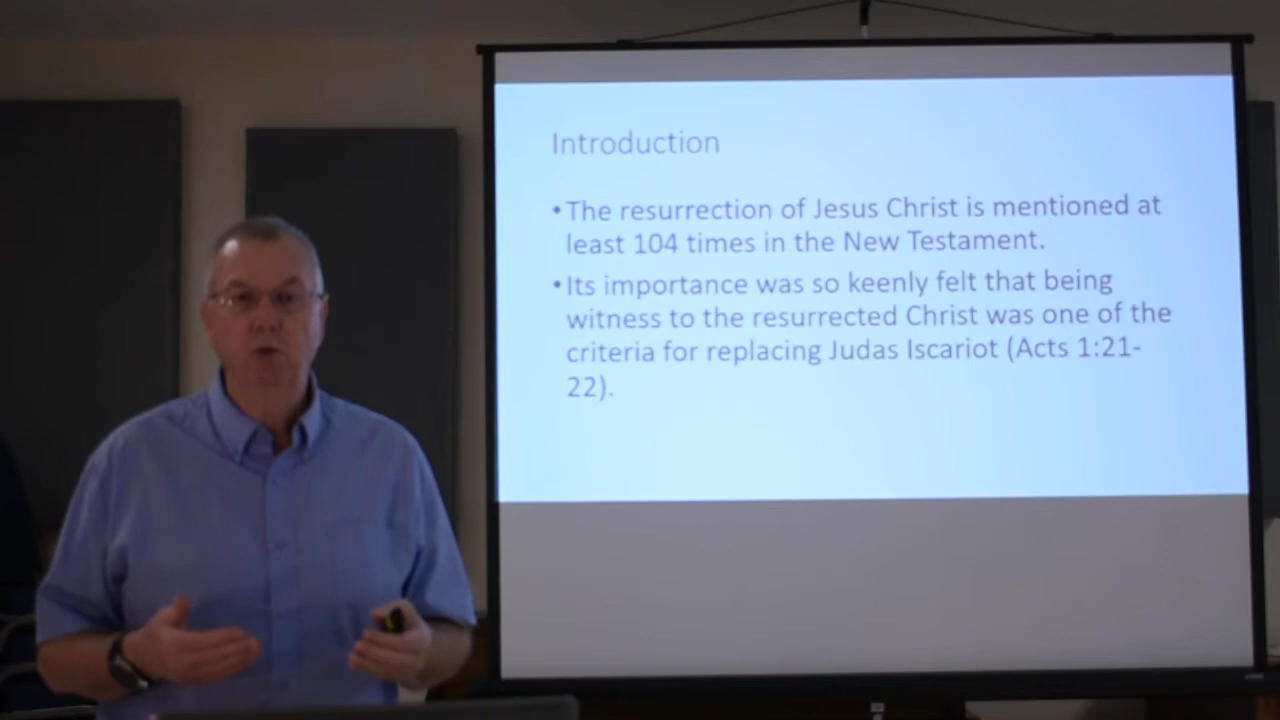 Introduction
•The resurrection of Jesus Christ is mentioned at
least 104 times in the New Testament.
•Its importance was so keenly felt that being
witness to the resurrected Christ was one of the
criteria for replacing Judas Iscariot (Acts 1:21-
22).